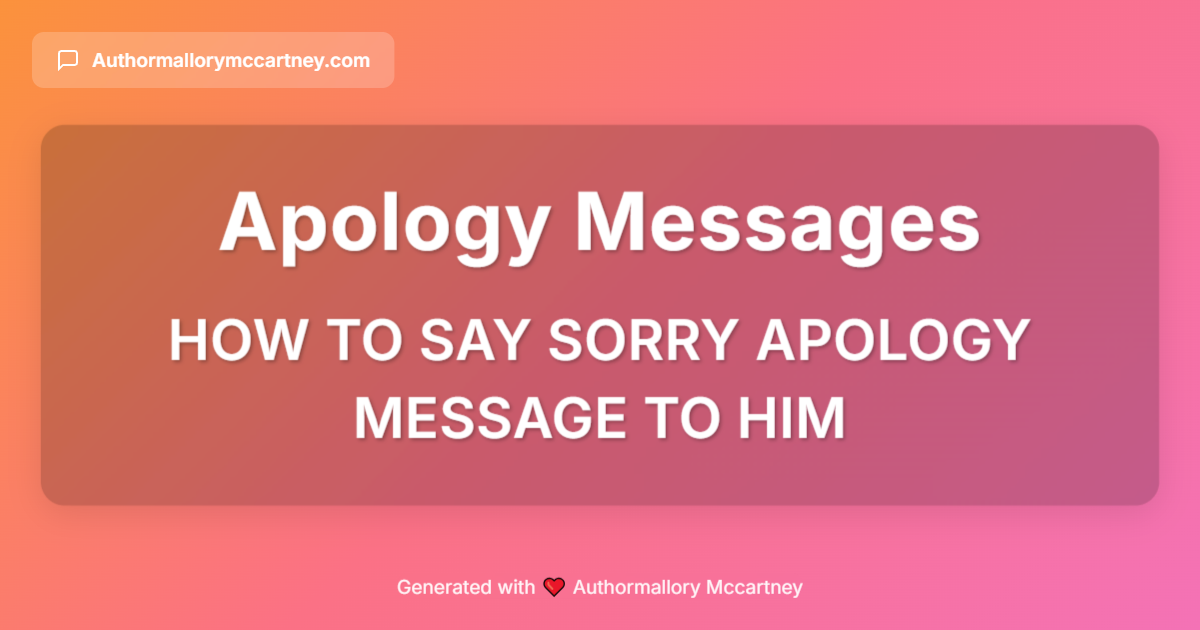 Authormallorymccartney.com
Apology Messages
HOW TO SAY SORRY APOLOGY
MESSAGE TO HIM
Generated with ❤️ Authormallory Mccartney